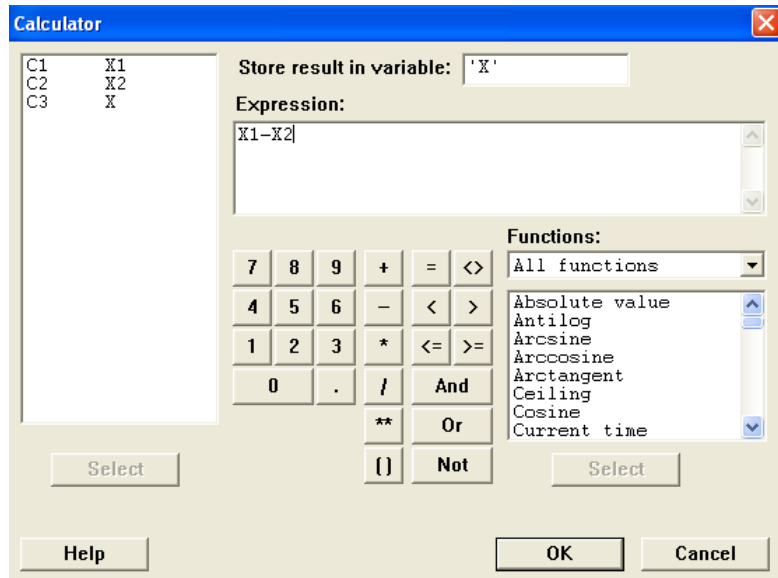 Calculator
C1 X1
C2 X2
C3 X
Store result in variable: 'X'
Expression:
X1-X2
Functions:
All functions
7 8 9 + = <>
4 5 6 - < >
1 2 3 * <= >=
0 . / And
** Or
() Not
Absolute value
Antilog
Arcsine
Arccosine
Arctangent
Ceiling
Cosine
Current time
Select
Select
Help
OK
Cancel